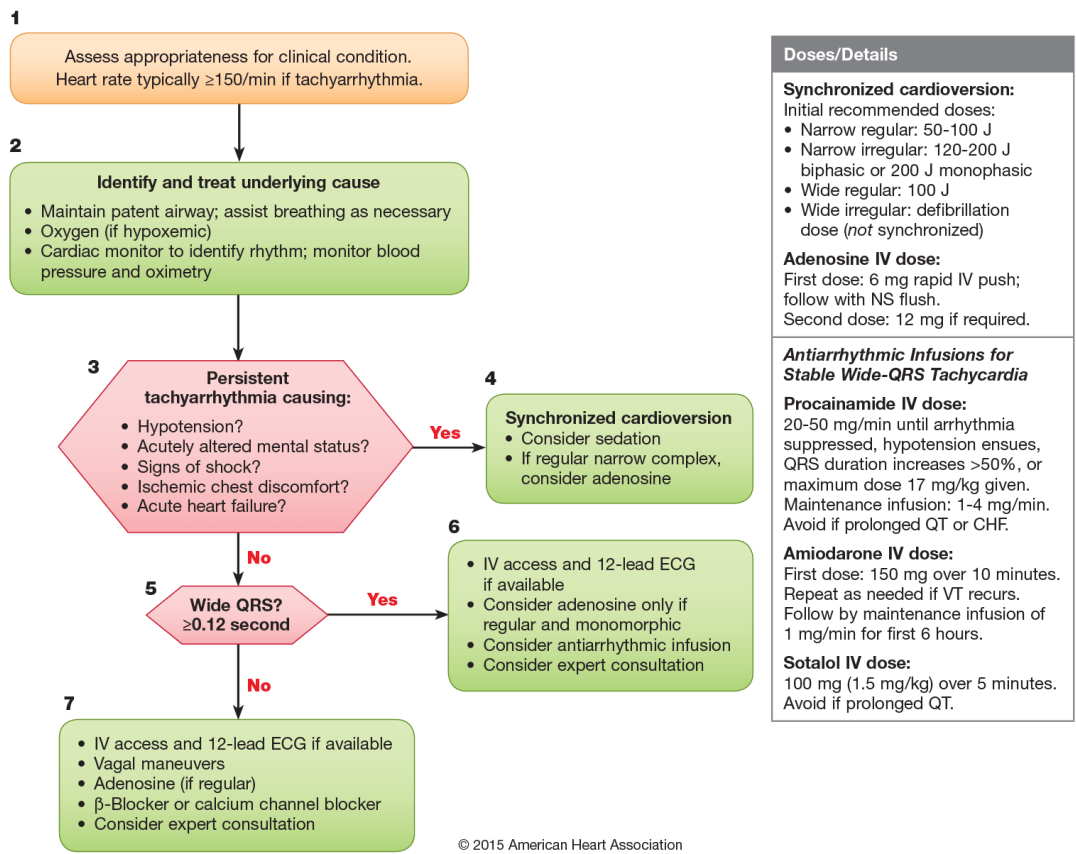 1
Assess appropriateness for clinical condition.
Heart rate typically ≥150/min if tachyarrhythmia.
2
Identify and treat underlying cause
• Maintain patent airway; assist breathing as necessary
• Oxygen (if hypoxemic)
• Cardiac monitor to identify rhythm; monitor blood
pressure and oximetry
3
Persistent
tachyarrhythmia causing:
• Hypotension?
• Acutely altered mental status?
• Signs of shock?
• Ischemic chest discomfort?
• Acute heart failure?
Yes
4
Synchronized cardioversion
• Consider sedation
• If regular narrow complex,
consider adenosine
No
5
Wide QRS?
≥0.12 second
Yes
6
• IV access and 12-lead ECG
if available
• Consider adenosine only if
regular and monomorphic
• Consider antiarrhythmic infusion
• Consider expert consultation
No
7
• IV access and 12-lead ECG if available
• Vagal maneuvers
• Adenosine (if regular)
• β-Blocker or calcium channel blocker
• Consider expert consultation
Doses/Details
Synchronized cardioversion:
Initial recommended doses:
• Narrow regular: 50-100 J
• Narrow irregular: 120-200 J
biphasic or 200 J monophasic
• Wide regular: 100 J
• Wide irregular: defibrillation
dose (not synchronized)
Adenosine IV dose:
First dose: 6 mg rapid IV push;
follow with NS flush.
Second dose: 12 mg if required.
Antiarrhythmic Infusions for
Stable Wide-QRS Tachycardia
Procainamide IV dose:
20-50 mg/min until arrhythmia
suppressed, hypotension ensues,
QRS duration increases >50%, or
maximum dose 17 mg/kg given.
Maintenance infusion: 1-4 mg/min.
Avoid if prolonged QT or CHF.
Amiodarone IV dose:
First dose: 150 mg over 10 minutes.
Repeat as needed if VT recurs.
Follow by maintenance infusion of
1 mg/min for first 6 hours.
Sotalol IV dose:
100 mg (1.5 mg/kg) over 5 minutes.
Avoid if prolonged QT.
© 2015 American Heart Association